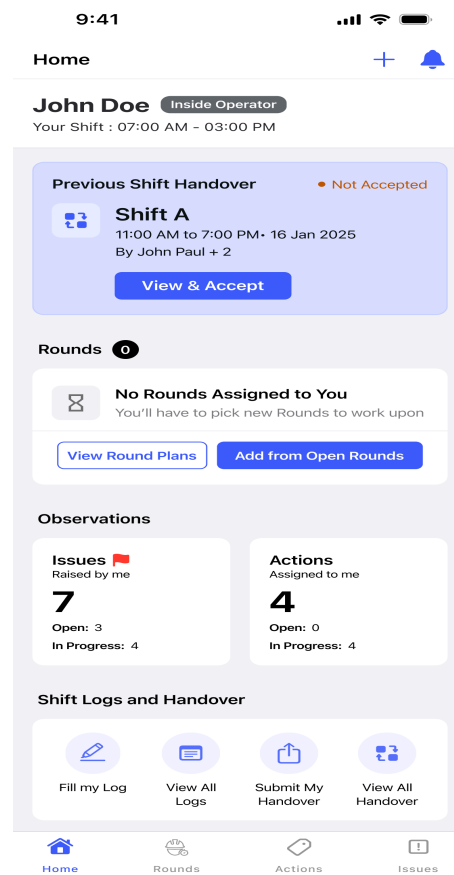 9:41
Home
John Doe Inside Operator
Your Shift : 07:00 AM - 03:00 PM
Previous Shift Handover
Not Accepted
Shift A
11:00 AM to 7:00 PM• 16 Jan 2025
By John Paul + 2
View & Accept
Rounds 0
No Rounds Assigned to You
You'll have to pick new Rounds to work upon
View Round Plans
Add from Open Rounds
Observations
Issues
Raised by me
7
Open: 3
In Progress: 4
Actions
Assigned to me
4
Open: 0
In Progress: 4
Shift Logs and Handover
Fill my Log
View All
Logs
Submit My
Handover
View All
Handover
Home
Rounds
Actions
Issues